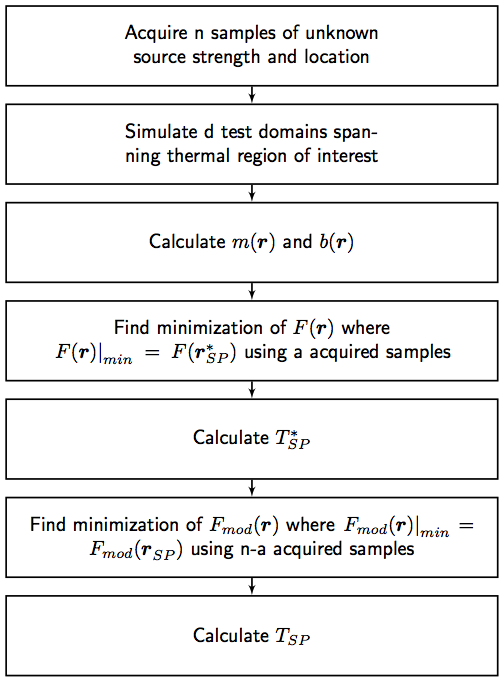 Acquire n samples of unknown
source strength and location
Simulate d test domains span-
ning thermal region of interest
Calculate m(r) and b(r)
Find minimization of F(r) where
F(r)|min = F(r*SP) using a acquired samples
Calculate T*SP
Find minimization of Fmod(r) where Fmod(r)|min =
Fmod(rSP) using n-a acquired samples
Calculate TSP